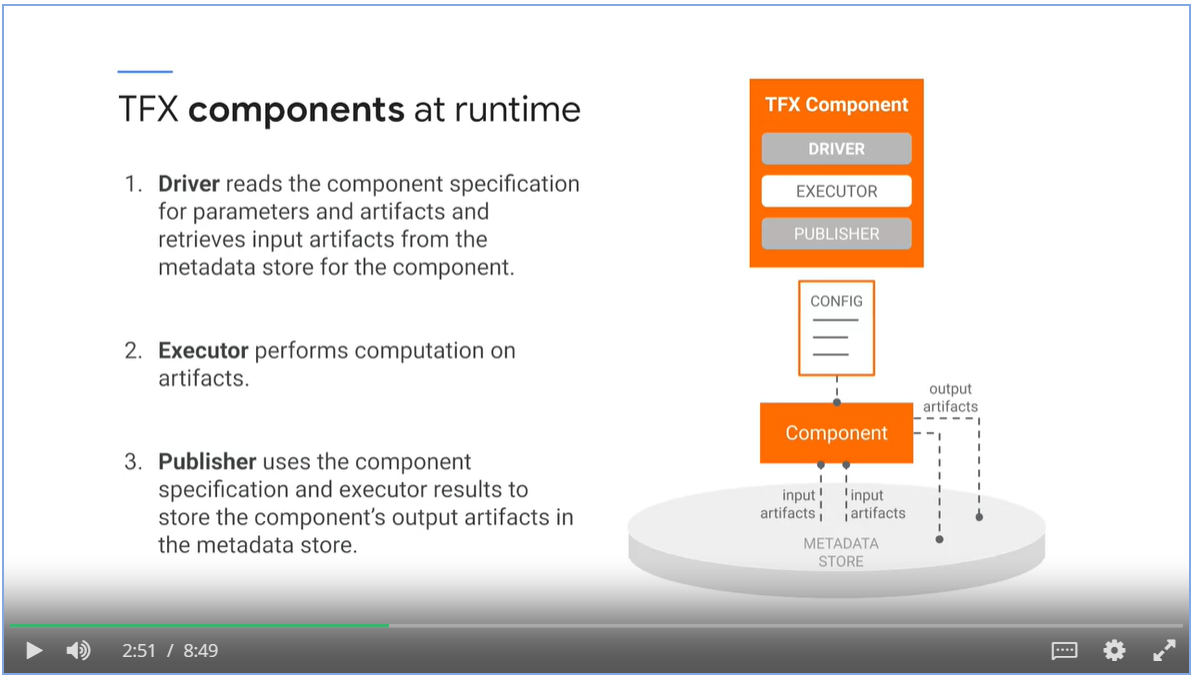 TFX components at runtime
1. Driver reads the component specification
for parameters and artifacts and
retrieves input artifacts from the
metadata store for the component.
2. Executor performs computation on
artifacts.
3. Publisher uses the component
specification and executor results to
store the component’s output artifacts in
the metadata store.
TFX Component
DRIVER
EXECUTOR
PUBLISHER
CONFIG
output
artifacts
Component
input
artifacts
input
artifacts
METADATA
STORE
2:51 / 8:49